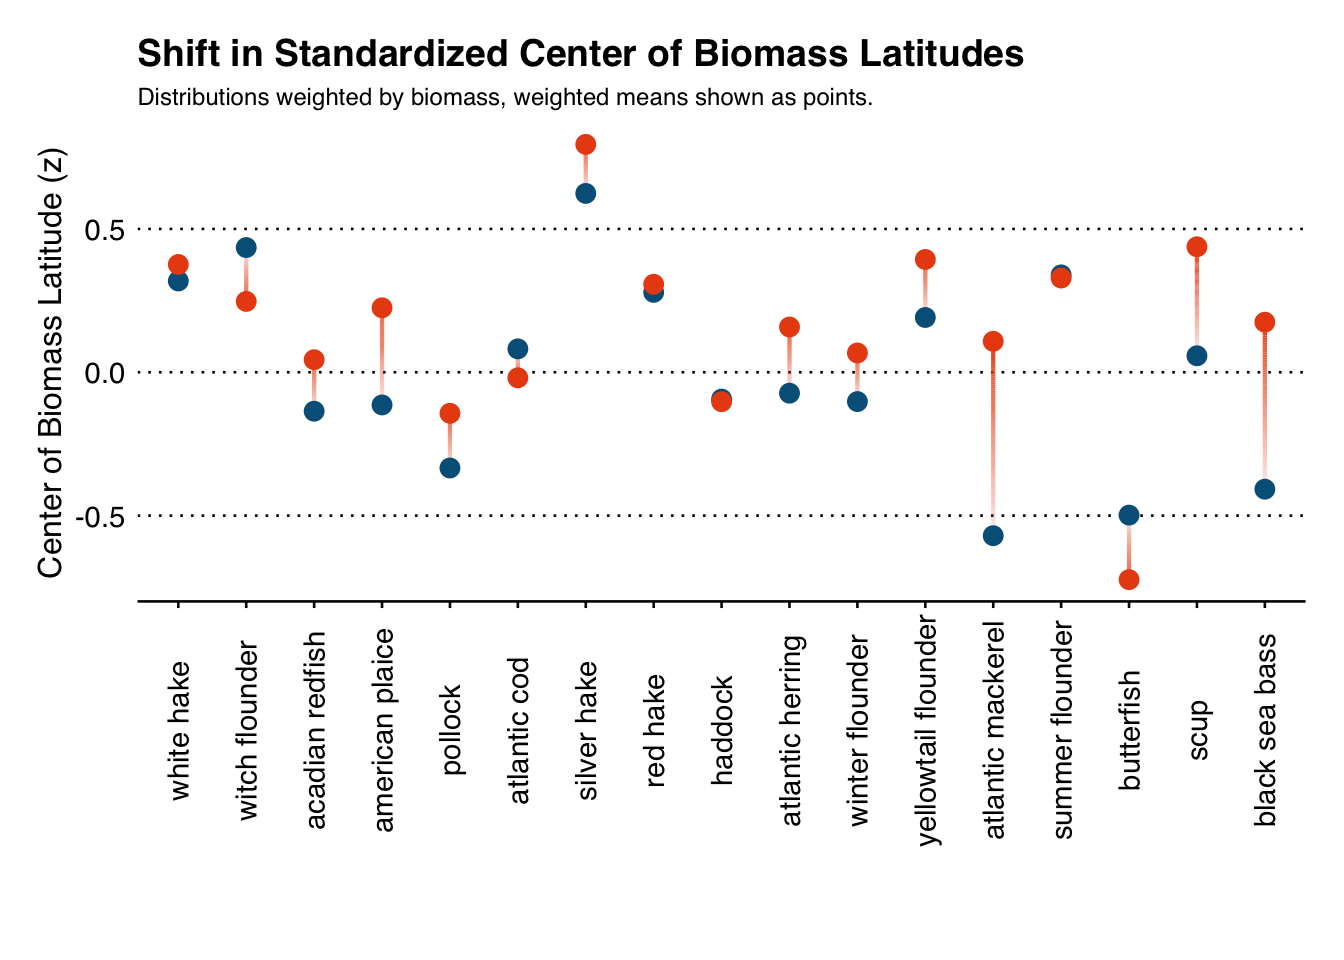 Shift in Standardized Center of Biomass Latitudes
Distributions weighted by biomass, weighted means shown as points.
Center of Biomass Latitude (z)
0.5
0.0
-0.5
white hake
witch flounder
acadian redfish
american plaice
pollock
atlantic cod
silver hake
red hake
haddock
atlantic herring
winter flounder
yellowtail flounder
atlantic mackerel
summer flounder
butterfish
scup
black sea bass